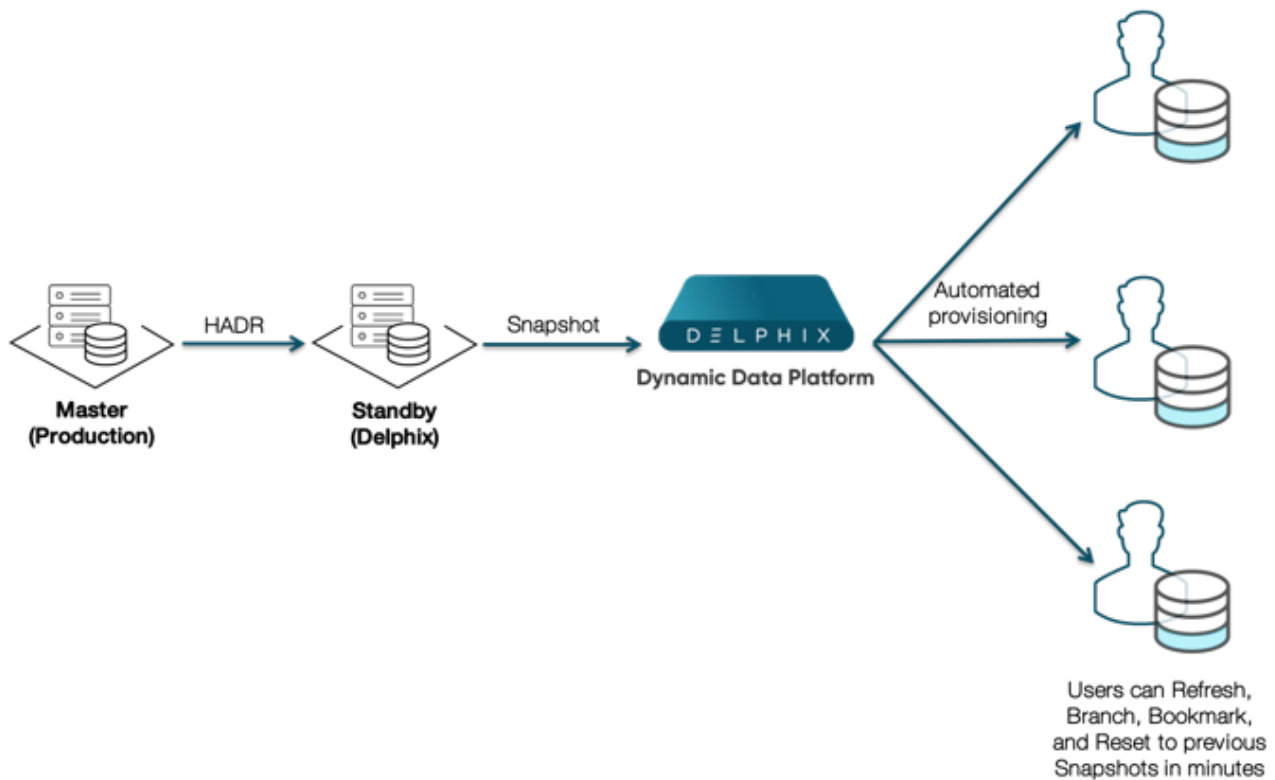 HADR
Snapshot
Automated
provisioning
DELPHIX
Dynamic Data Platform
Master
(Production)
Standby
(Delphix)
Users can Refresh,
Branch, Bookmark,
and Reset to previous
Snapshots in minutes